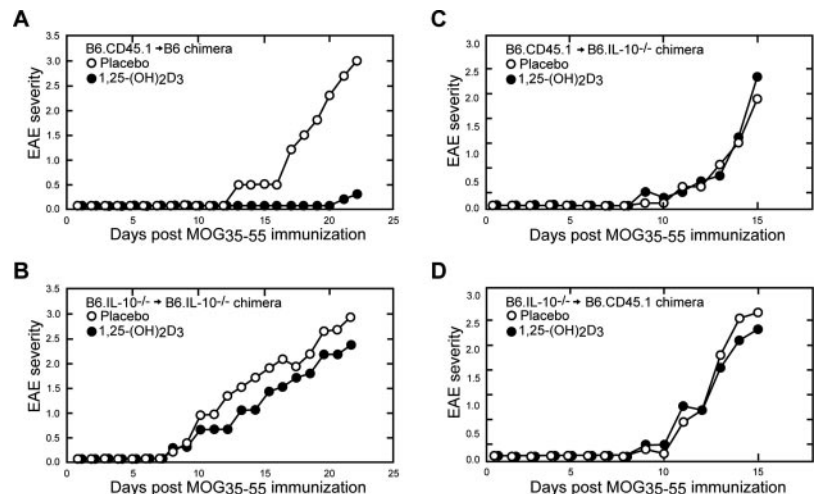 A
B6.CD45.1 → B6 chimera
Placebo
1,25-(OH)2D3
EAE severity
3.5
3.0
2.5
2.0
1.5
1.0
0.5
0
0 5 10 15 20 25
Days post MOG35-55 immunization
B
B6.IL-10-/- → B6.IL-10-/- chimera
Placebo
1,25-(OH)2D3
EAE severity
3.5
3.0
2.5
2.0
1.5
1.0
0.5
0
0 5 10 15 20 25
Days post MOG35-55 immunization
C
B6.CD45.1 → B6.IL-10-/- chimera
Placebo
1,25-(OH)2D3
EAE severity
3.0
2.5
2.0
1.5
1.0
0.5
0.0
0 5 10 15
Days post MOG35-55 immunization
D
B6.IL-10-/- → B6.CD45.1 chimera
Placebo
1,25-(OH)2D3
EAE severity
3.0
2.5
2.0
1.5
1.0
0.5
0.0
0 5 10 15
Days post MOG35-55 immunization